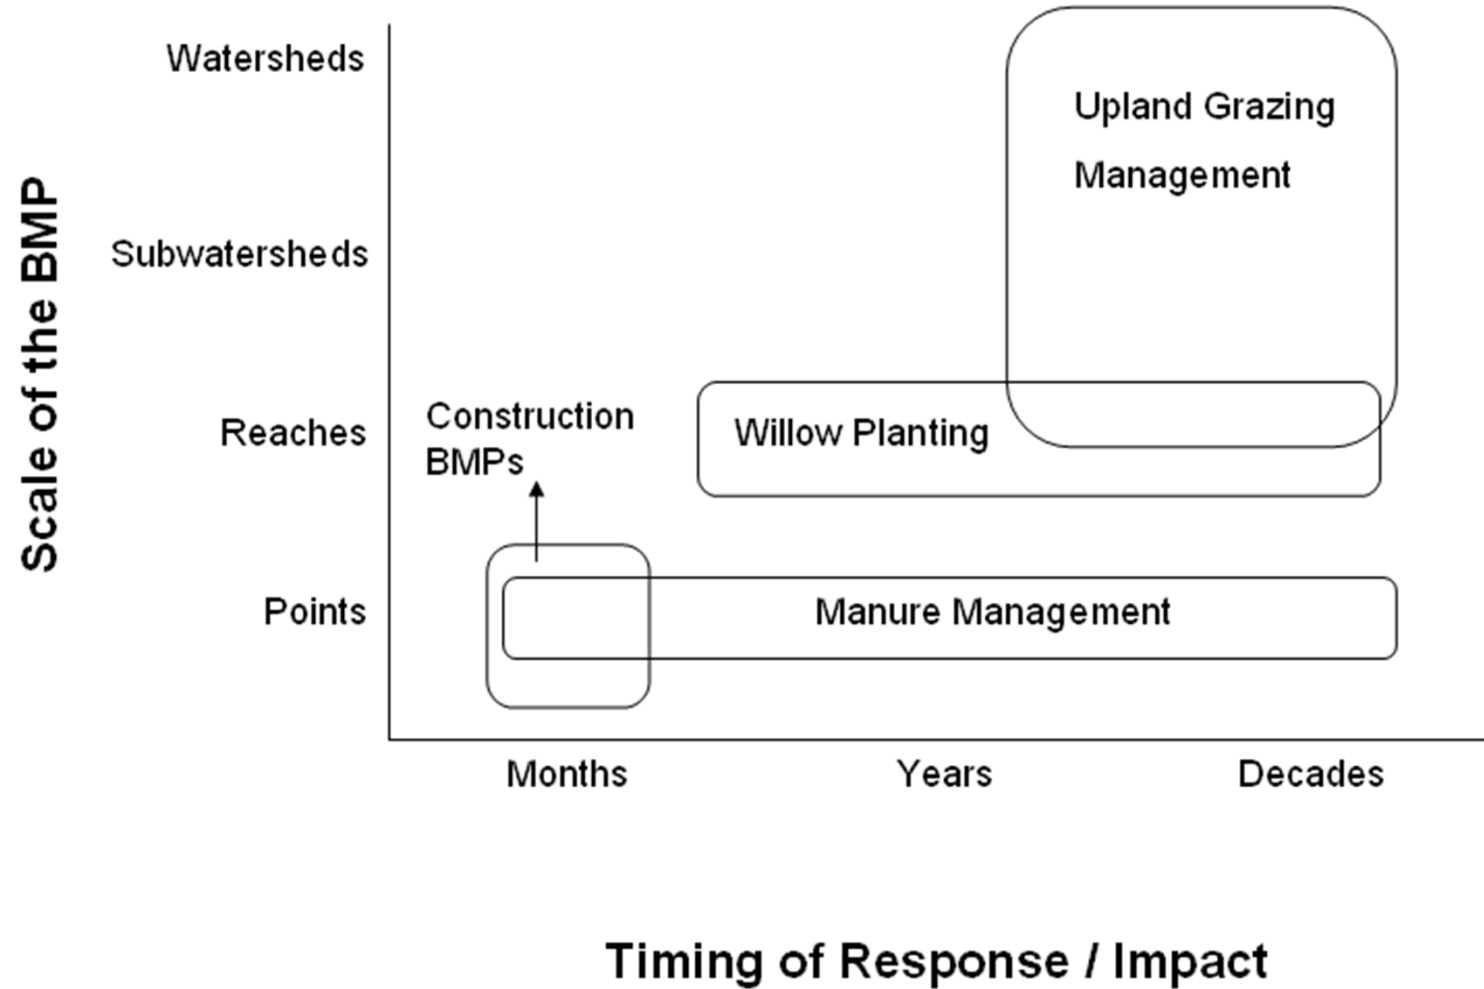 Watersheds
Upland Grazing
Management
Subwatersheds
Scale of the BMP
Construction
BMPs
Reaches
Willow Planting
Points
Manure Management
Months
Years
Decades
Timing of Response / Impact